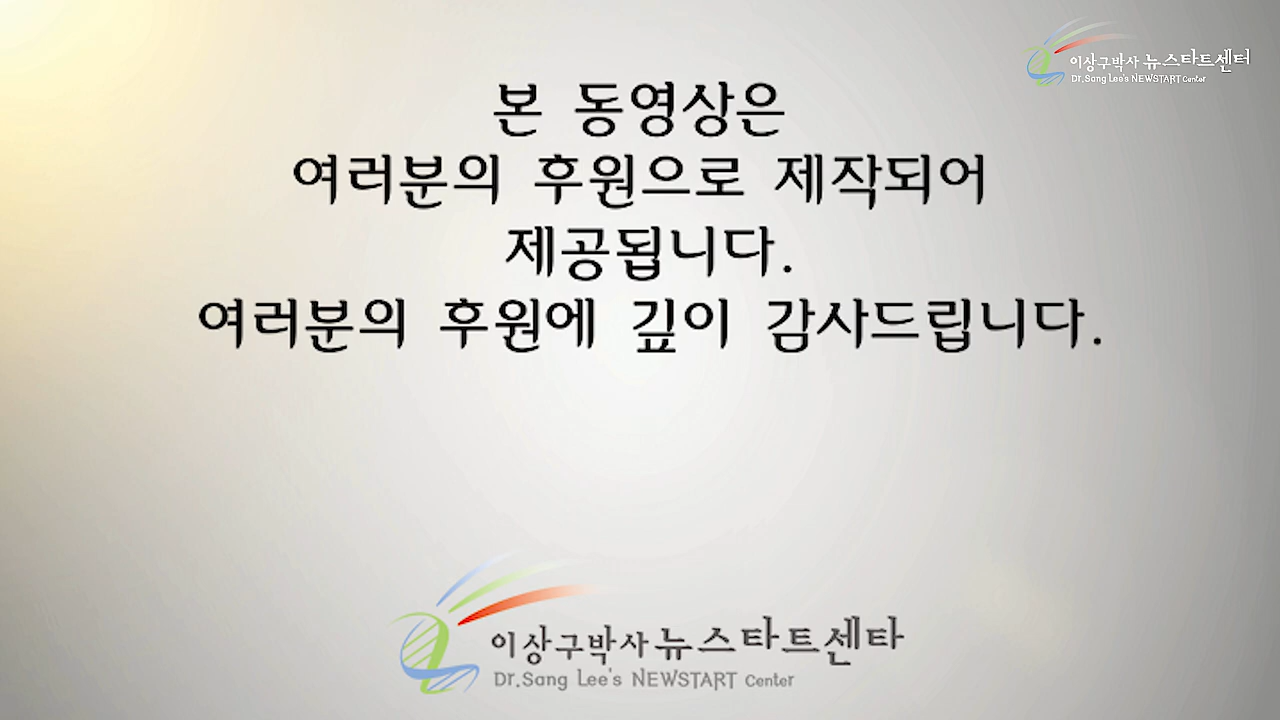 이상구박사 뉴스타트센터
Dr.Sang Lee's NEWSTART Center
본 동영상은
여러분의 후원으로 제작되어
제공됩니다.
여러분의 후원에 깊이 감사드립니다.
이상구박사 뉴스타트센타
Dr.Sang Lee's NEWSTART Center